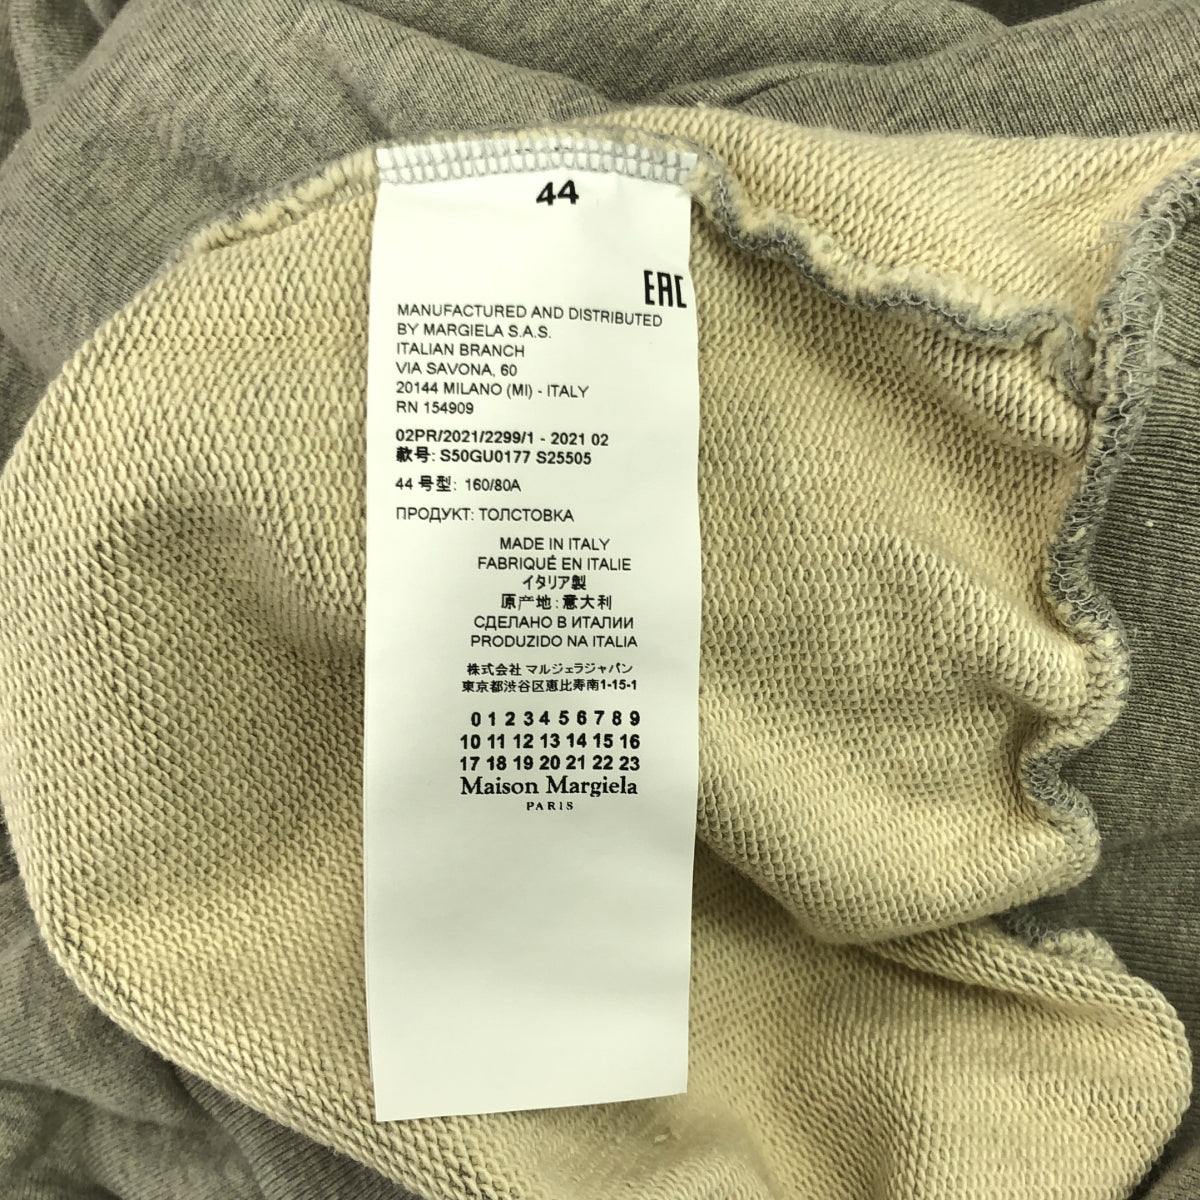 44
EAC
MANUFACTURED AND DISTRIBUTED
BY MARGIELA S.A.S.
ITALIAN BRANCH
VIA SAVONA, 60
20144 MILANO (MI) - ITALY
RN 154909
02PR/2021/2299/1 - 2021 02
款号: S50GU0177 S25505
44 号型: 160/80A
ПРОДУКТ: ТОЛСТОВКА
MADE IN ITALY
FABRIQUÉ EN ITALIE
イタリア製
原产地: 意大利
СДЕЛАНО В ИТАЛИИ
PRODUZIDO NA ITALIA
株式会社 マルジェラジャパン
東京都渋谷区恵比寿南1-15-1
0 1 2 3 4 5 6 7 8 9
10 11 12 13 14 15 16
17 18 19 20 21 22 23
Maison Margiela
PARIS